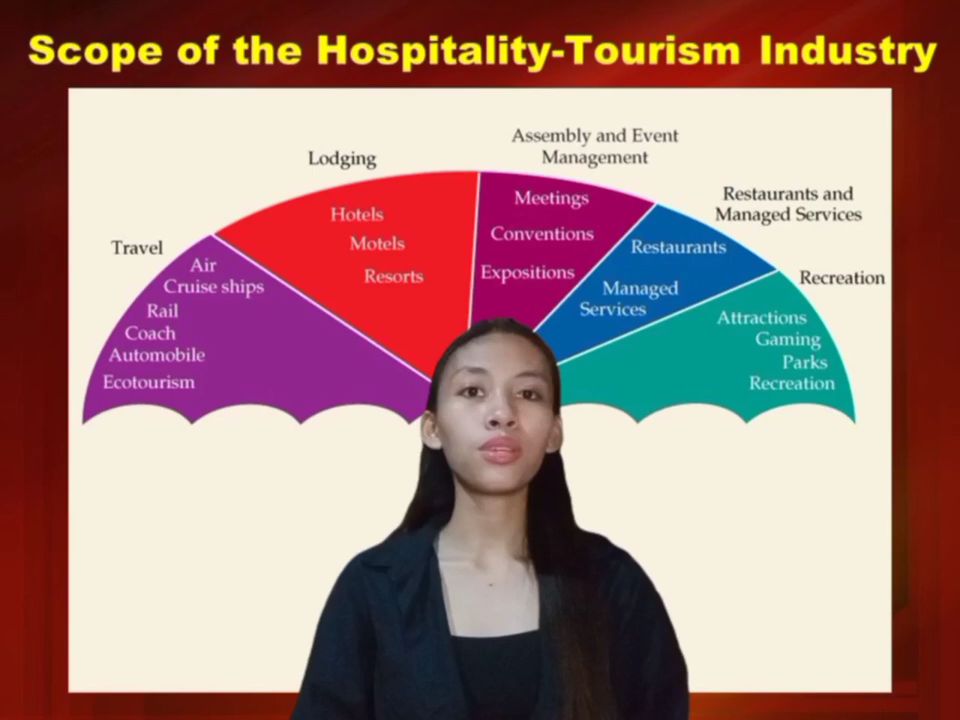 Scope of the Hospitality-Tourism Industry
Travel
Air
Cruise ships
Rail
Coach
Automobile
Ecotourism
Lodging
Hotels
Motels
Resorts
Assembly and Event
Management
Meetings
Conventions
Expositions
Restaurants and
Managed Services
Restaurants
Managed
Services
Recreation
Attractions
Gaming
Parks
Recreation